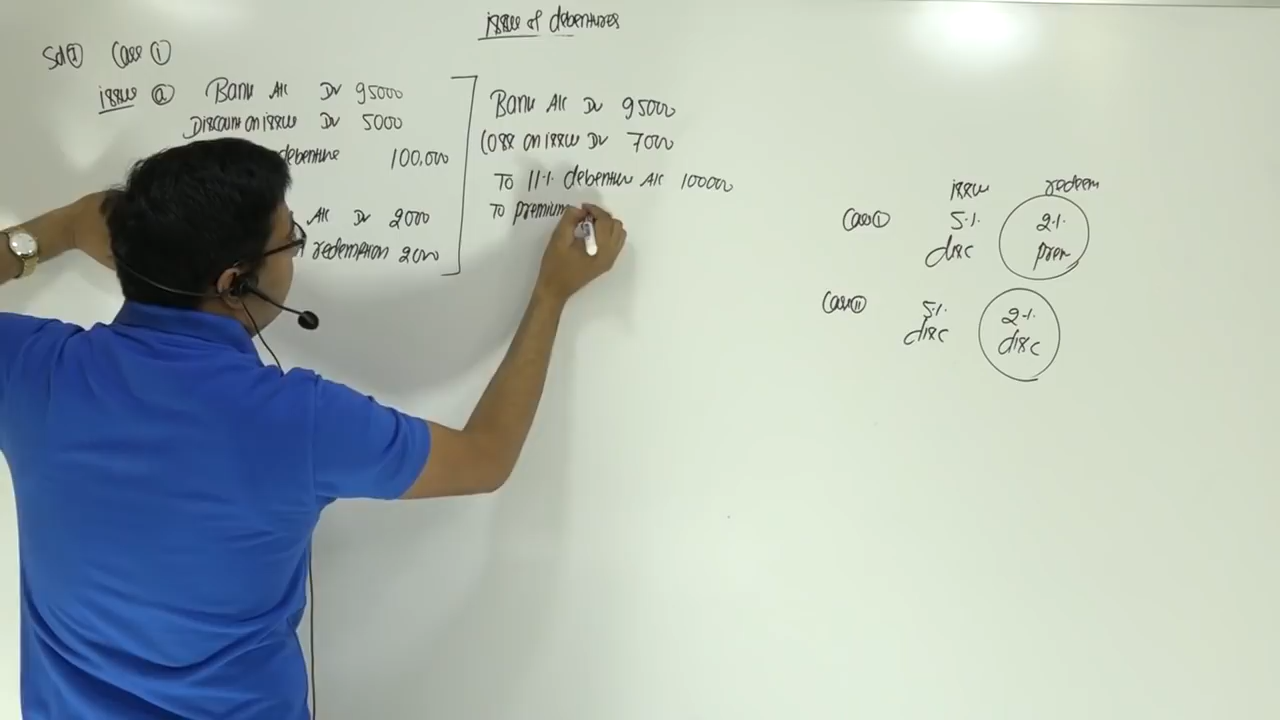 issue of debentures
Sol① Case ①
issue ⓐ Bank A/c Dr 95000
Discount on issue Dr 5000
debenture 100,000
A/c Dr 2000
redemption 2000
Bank A/c Dr 95000
Loss on issue Dr 7000
To 11% debenture A/c 100000
To premium
issue redeem
Case① 5% disc 2% prem
Case⑪ 5% disc 2% disc